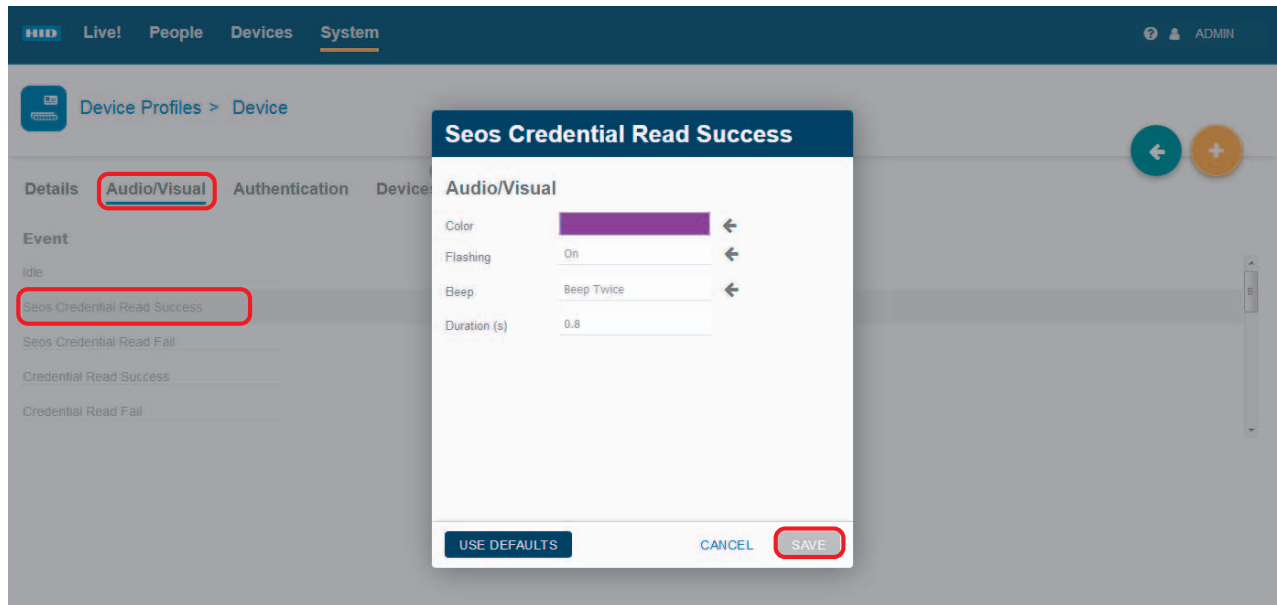 HID Live! People Devices System ADMIN
Device Profiles > Device
Details Audio/Visual Authentication
Event
Idle
Seos Credential Read Success
Seos Credential Read Fail
Credential Read Success
Credential Read Fail
Seos Credential Read Success
Audio/Visual
Color
Flashing On
Beep Beep Twice
Duration (s) 0.8
USE DEFAULTS CANCEL SAVE